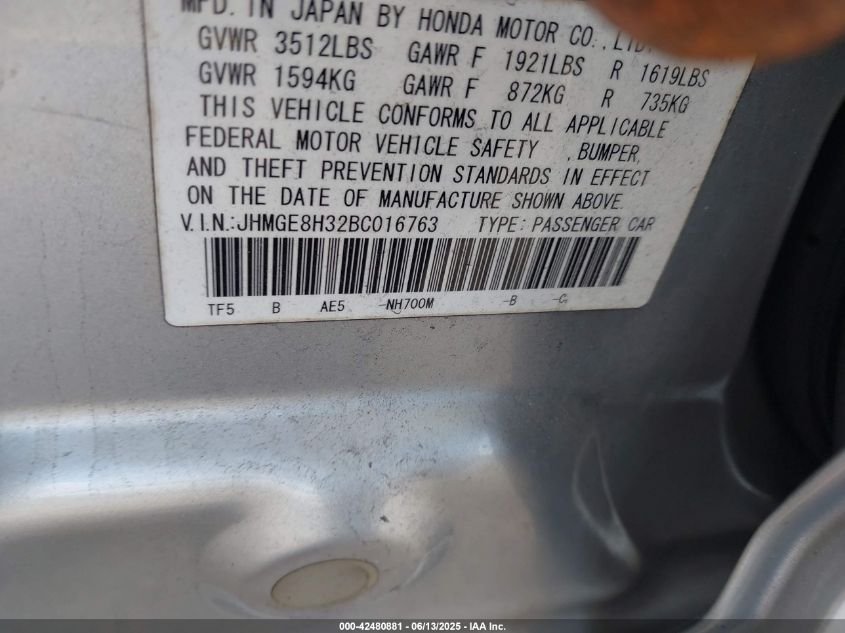 MFD. IN JAPAN BY HONDA MOTOR CO., LTD.
GVWR 3512LBS GAWR F 1921LBS R 1619LBS
GVWR 1594KG GAWR F 872KG R 735KG
THIS VEHICLE CONFORMS TO ALL APPLICABLE
FEDERAL MOTOR VEHICLE SAFETY , BUMPER,
AND THEFT PREVENTION STANDARDS IN EFFECT
ON THE DATE OF MANUFACTURE SHOWN ABOVE
V.I.N.:JHMGE8H32BC016763 TYPE: PASSENGER CAR
TF5 B AE5 -NH700M -B -C
000-42480881 - 06/13/2025 - IAA Inc.